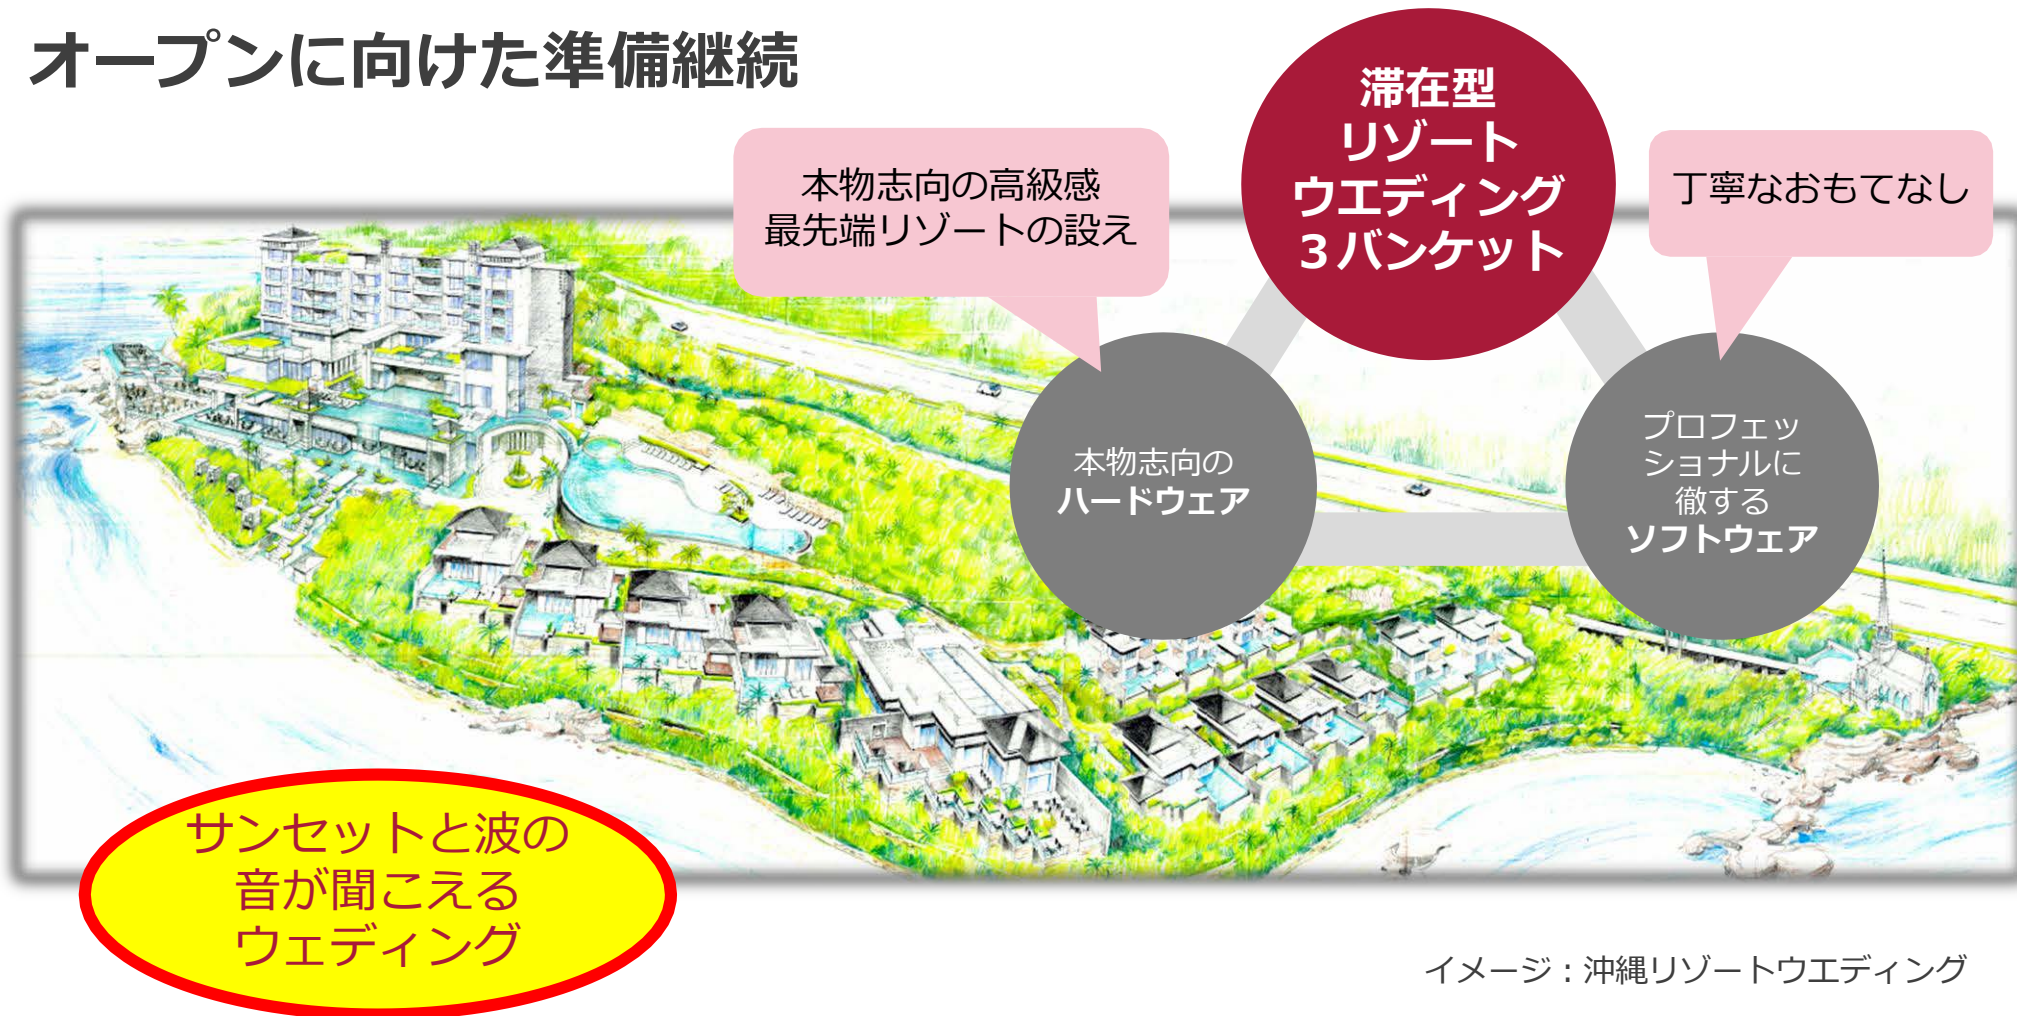 オープンに向けた準備継続
滞在型
リゾート
ウエディング
３バンケット
本物志向の高級感
最先端リゾートの設え
丁寧なおもてなし
本物志向の
ハードウェア
プロフェッ
ショナルに
徹する
ソフトウェア
サンセットと波の
音が聞こえる
ウェディング
イメージ：沖縄リゾートウエディング